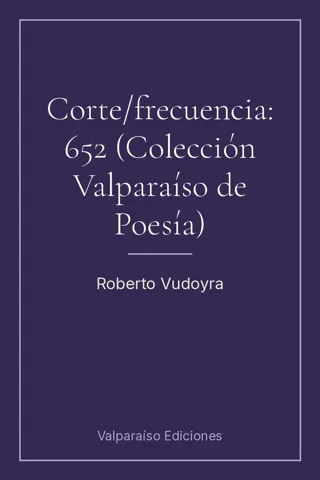 Corte/frecuencia:
652 (Colección
Valparaíso de
Poesía)
Roberto Vudoyra
Valparaíso Ediciones